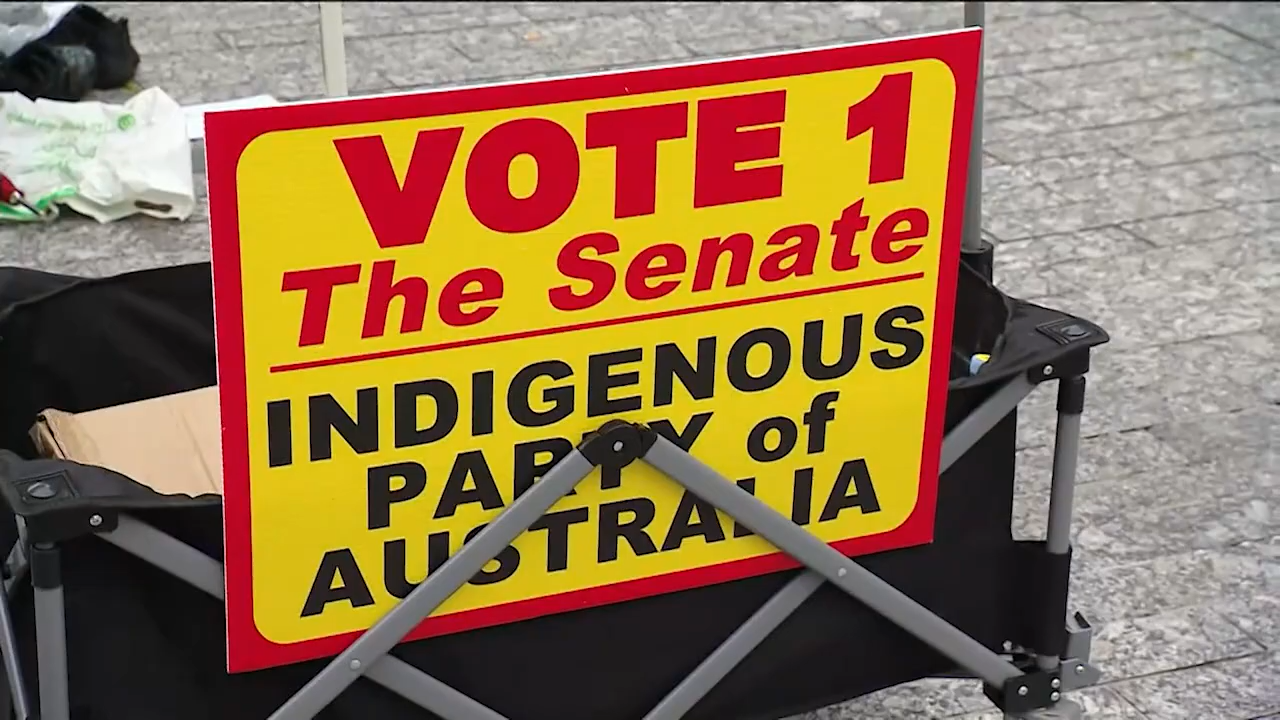 VOTE 1
The Senate
INDIGENOUS
PARTY of
AUSTRALIA